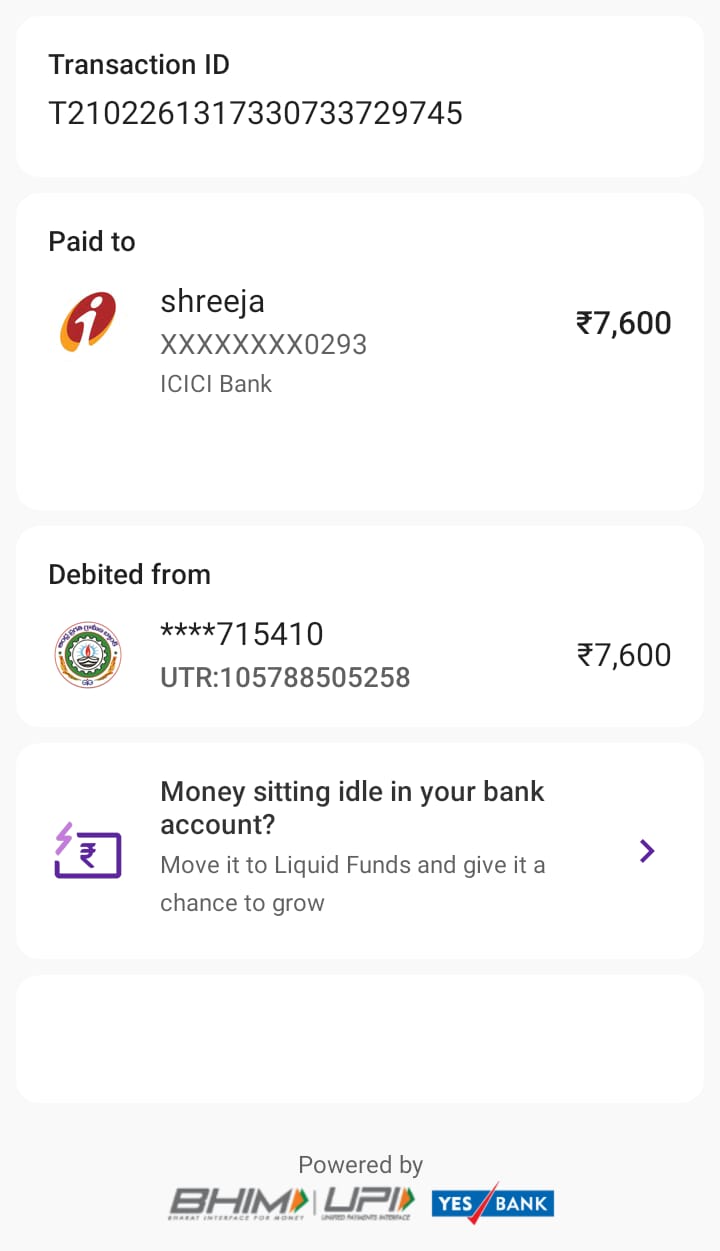 Transaction ID
T2102261317330733729745
Paid to
shreeja
XXXXXXXX0293
ICICI Bank
₹7,600
Debited from
****715410
UTR:105788505258
₹7,600
Money sitting idle in your bank
account?
Move it to Liquid Funds and give it a
chance to grow
Powered by
BHIM UPI YES BANK
BHARAT INTERFACE FOR MONEY UNIFIED PAYMENTS INTERFACE